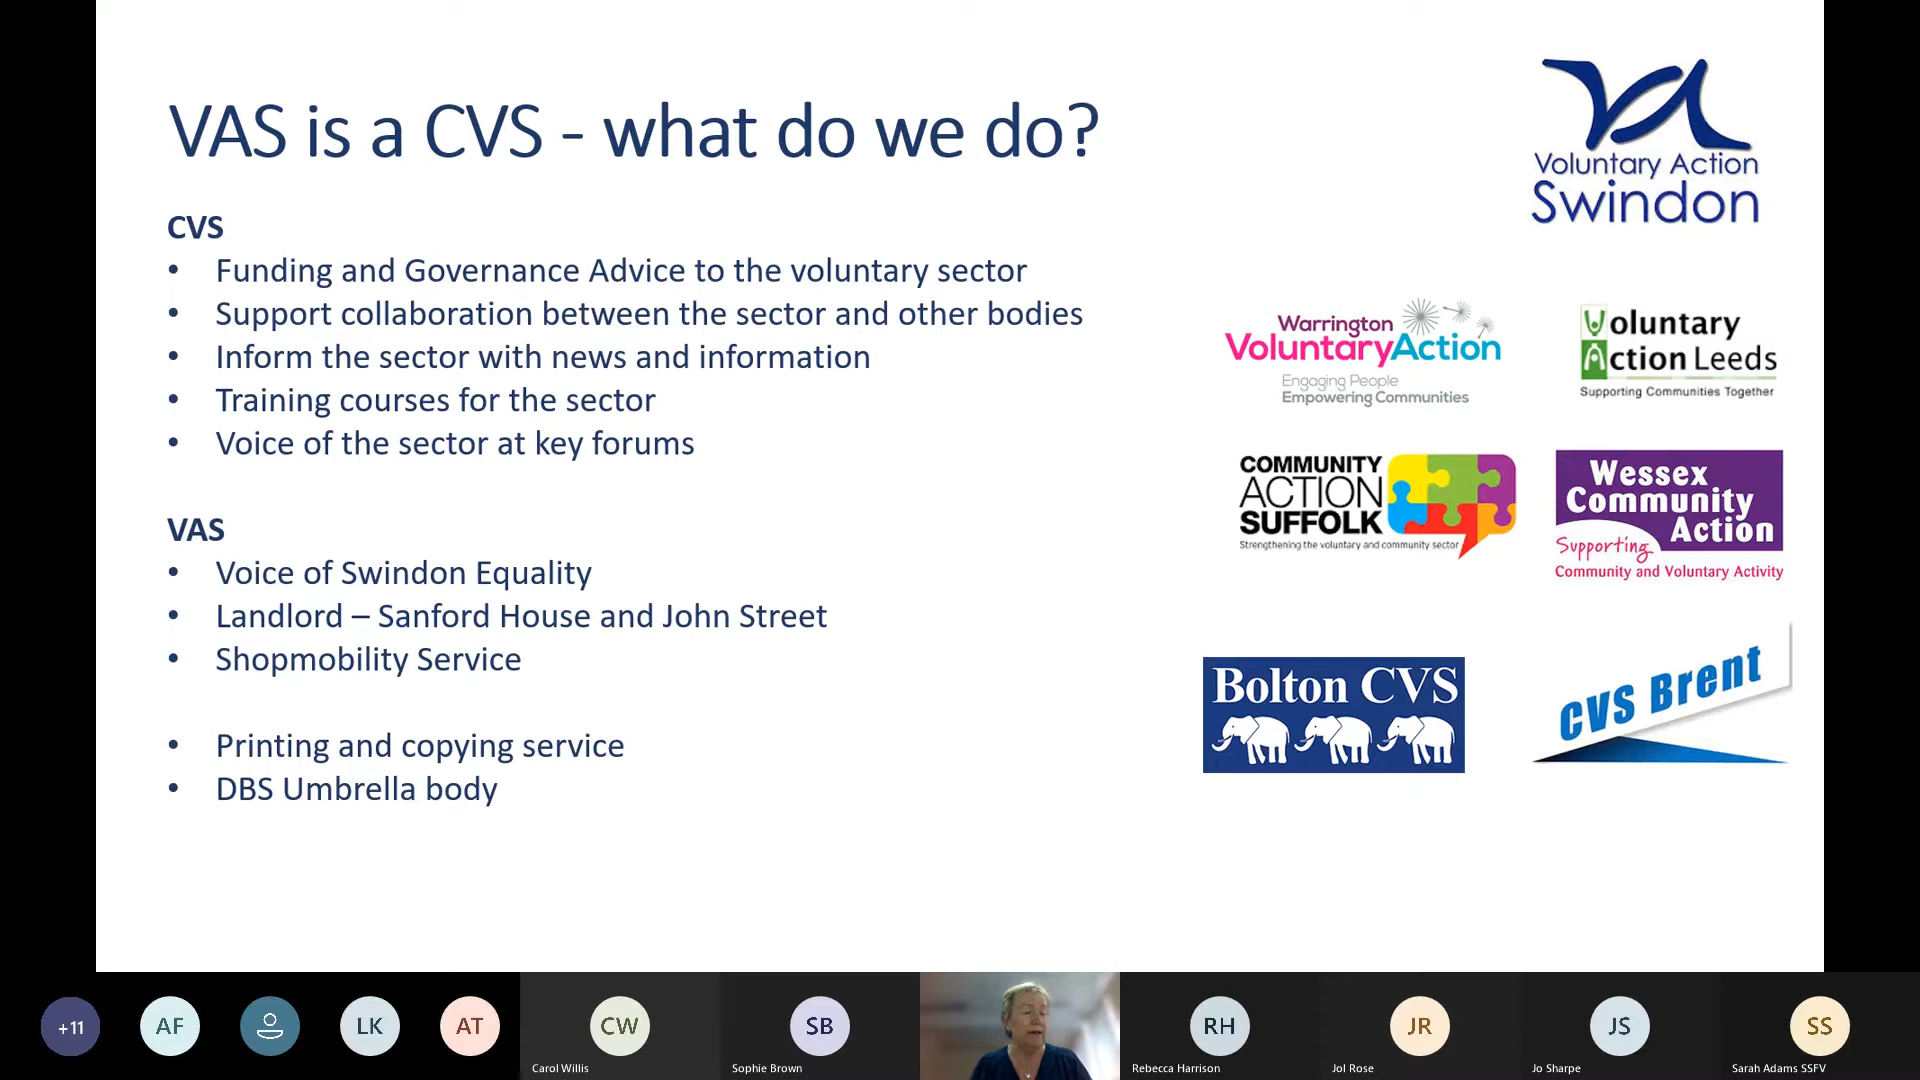 VAS is a CVS - what do we do?
Voluntary Action
Swindon
CVS
• Funding and Governance Advice to the voluntary sector
• Support collaboration between the sector and other bodies
• Inform the sector with news and information
• Training courses for the sector
• Voice of the sector at key forums
VAS
• Voice of Swindon Equality
• Landlord – Sanford House and John Street
• Shopmobility Service
• Printing and copying service
• DBS Umbrella body
Warrington
VoluntaryAction
Engaging People
Empowering Communities
Voluntary
Action Leeds
Supporting Communities Together
COMMUNITY
ACTION
SUFFOLK
Strengthening the voluntary and community sector
Wessex
Community
Action
Supporting
Community and Voluntary Activity
Bolton CVS
CVS Brent
+11
AF
LK
AT
CW
Carol Willis
SB
Sophie Brown
RH
Rebecca Harrison
JR
Jol Rose
JS
Jo Sharpe
SS
Sarah Adams SSFV